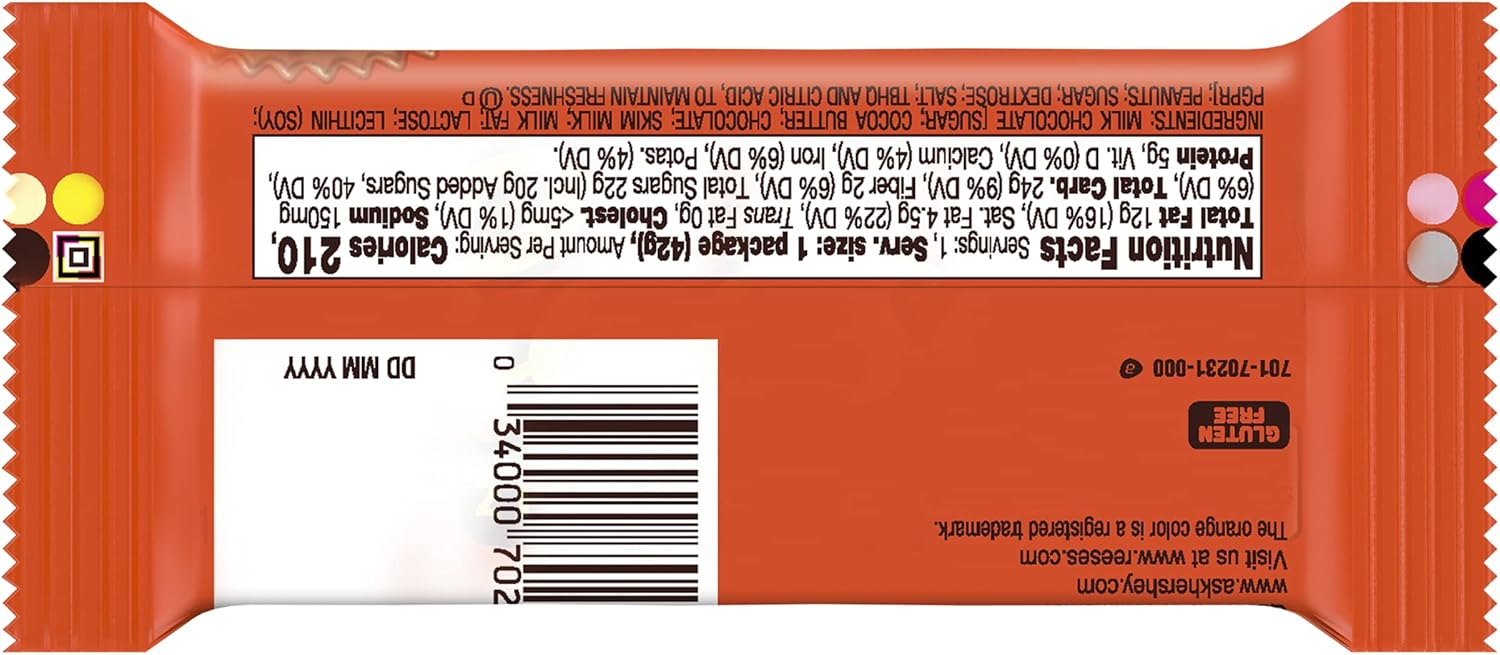 www.askhershey.com
Visit us at www.reeses.com
The orange color is a registered trademark.
GLUTEN
FREE
701-70231-000
0 34000 702
DD MM YYYY
Nutrition Facts Servings: 1, Serv. size: 1 package (42g), Amount Per Serving: Calories 210,
Total Fat 12g (16% DV), Sat. Fat 4.5g (22% DV), Trans Fat 0g, Cholest. <5mg (1% DV), Sodium 150mg
(6% DV), Total Carb. 24g (9% DV), Fiber 2g (6% DV), Total Sugars 22g (Incl. 20g Added Sugars, 40% DV),
Protein 5g, Vit. D (0% DV), Calcium (4% DV), Iron (6% DV), Potas. (4% DV).
INGREDIENTS: MILK CHOCOLATE [SUGAR; COCOA BUTTER; CHOCOLATE; SKIM MILK; MILK FAT; LACTOSE; LECITHIN (SOY);
PGPR]; PEANUTS; SUGAR; DEXTROSE; SALT; TBHQ AND CITRIC ACID, TO MAINTAIN FRESHNESS. Ⓤ D